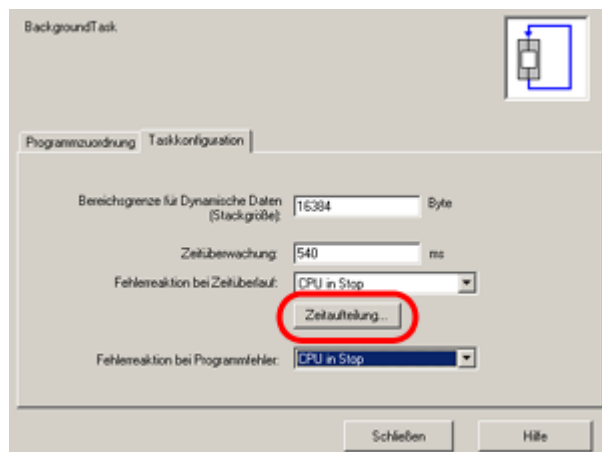 BackgroundTask
Programmzuordnung Taskkonfiguration
Bereichsgrenze für Dynamische Daten
(Stackgröße): 16384 Byte
Zeitüberwachung: 540 ms
Fehlerreaktion bei Zeitüberlauf: CPU in Stop
Zeitaufteilung...
Fehlerreaktion bei Programmfehler: CPU in Stop
Schließen Hilfe